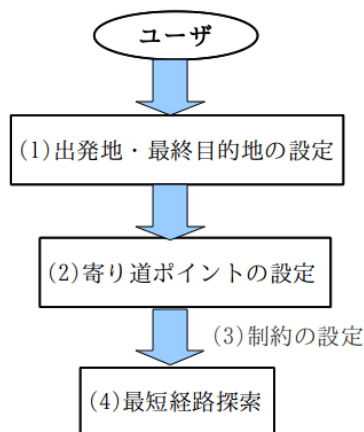 ユーザ
(1)出発地・最終目的地の設定
(2)寄り道ポイントの設定
(3)制約の設定
(4)最短経路探索